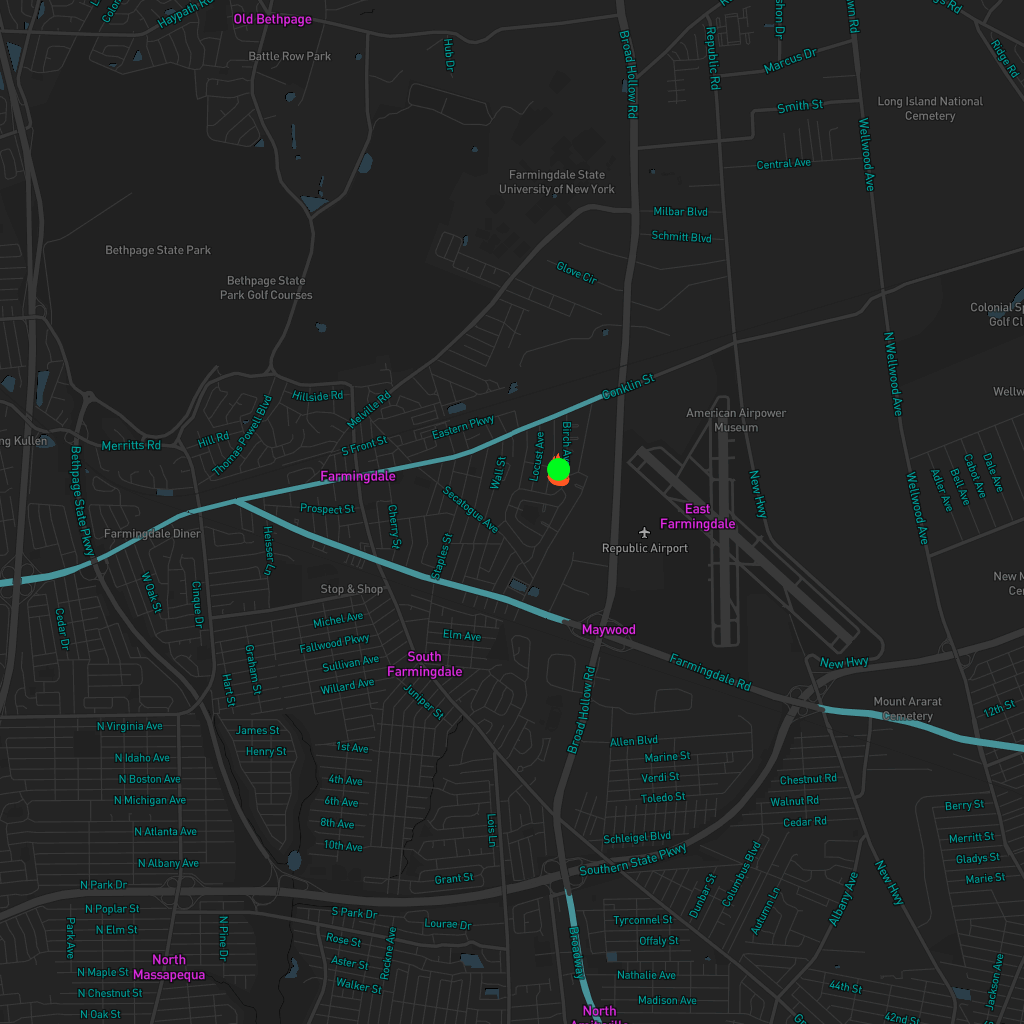 Old Bethpage
Haypath Rd
Battle Row Park
Hub Dr
Broad Hollow Rd
Republic Rd
Marcus Dr
Ridge Rd
Smith St
Long Island National
Cemetery
Wellwood Ave
Central Ave
Farmingdale State
University of New York
Milbar Blvd
Schmitt Blvd
Bethpage State Park
Glove Cir
Bethpage State
Park Golf Courses
Colonial
Golf
N Wellwood Ave
Conklin St
Hillside Rd
Melville Rd
Thomas Powell Blvd
Hill Rd
Merritts Rd
Kullen
S Front St
Eastern Pkwy
Birch
Locust Ave
American Airpower
Museum
Bethpage State Pkwy
Farmingdale
Wall St
Secatogue Ave
New Hwy
Wellwood Ave
Dale Ave
Cabot Ave
Bell Ave
Adler Ave
East
Farmingdale
Prospect St
Cherry St
Farmingdale Diner
Heisser Ln
Republic Airport
Staples St
Stop & Shop
W Oak St
Cinque Dr
New
Cedar Dr
Michel Ave
Fallwood Pkwy
Elm Ave
Maywood
Sullivan Ave
South
Farmingdale
Graham St
Hart St
Willard Ave
Juniper St
Farmingdale Rd
New Hwy
Broad Hollow Rd
Mount Ararat
Cemetery
12th St
N Virginia Ave
James St
Henry St
1st Ave
Allen Blvd
Marine St
N Idaho Ave
N Boston Ave
4th Ave
Verdi St
Chestnut Rd
N Michigan Ave
6th Ave
Toledo St
Walnut Rd
Berry St
8th Ave
Cedar Rd
N Atlanta Ave
Lois Ln
10th Ave
Schleigel Blvd
Merritt St
N Albany Ave
Southern State Pkwy
Gladys St
Grant St
Columbus Blvd
New Hwy
Marie St
N Park Dr
Dunbar St
Albany Ave
Autumn Ln
N Poplar St
S Park Dr
Lourae Dr
Tyrconnel St
Park Ave
N Elm St
N Pine Dr
Rose St
Rockne Ave
Broadway
Offaly St
North
Massapequa
Aster St
N Maple St
Walker St
Nathalie Ave
Jackson Ave
N Chestnut St
44th St
Madison Ave
N Oak St
North
42nd St